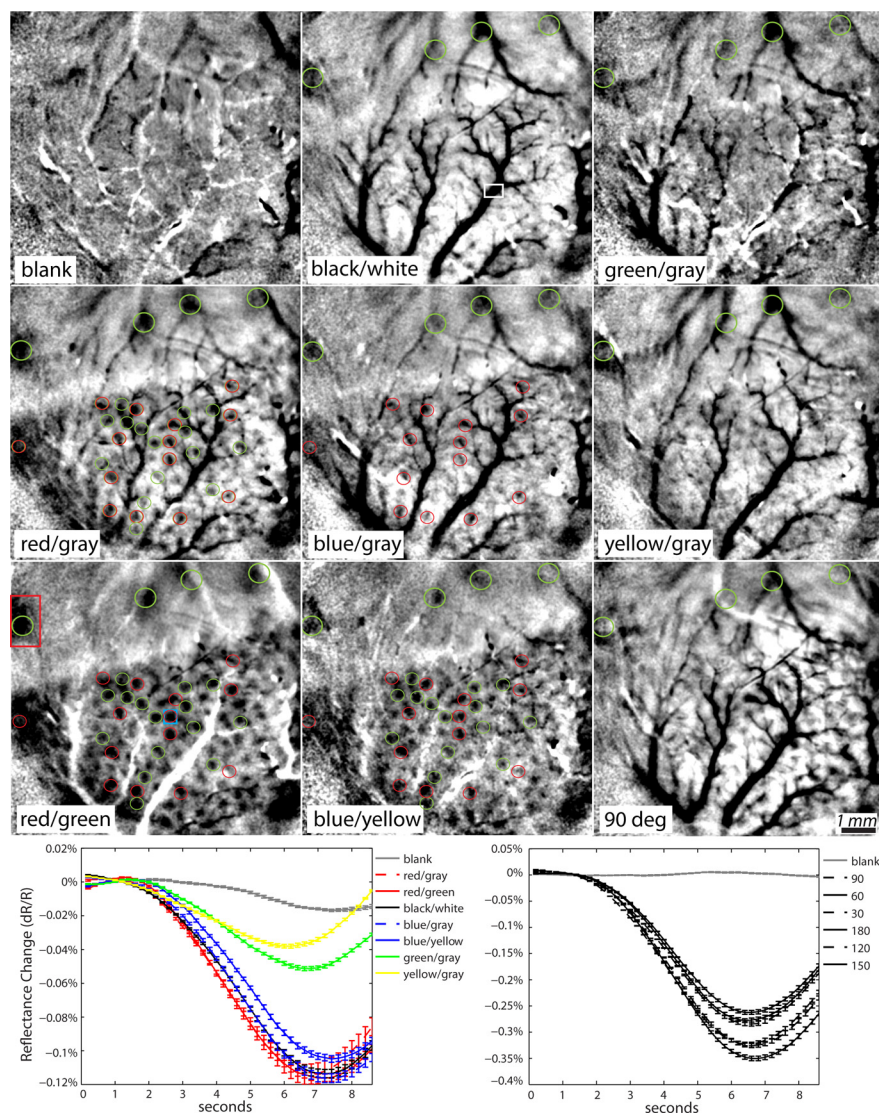 blank
black/white
green/gray
red/gray
blue/gray
yellow/gray
red/green
blue/yellow
90 deg
1 mm
0.02%
0%
−0.02%
−0.04%
−0.06%
−0.08%
−0.1%
−0.12%
Reflectance Change (dR/R)
0 1 2 3 4 5 6 7 8
seconds
blank
red/gray
red/green
black/white
blue/gray
blue/yellow
green/gray
yellow/gray
0.05%
0%
−0.05%
−0.1%
−0.15%
−0.2%
−0.25%
−0.3%
−0.35%
−0.4%
0 1 2 3 4 5 6 7 8
seconds
blank
90
60
30
180
120
150